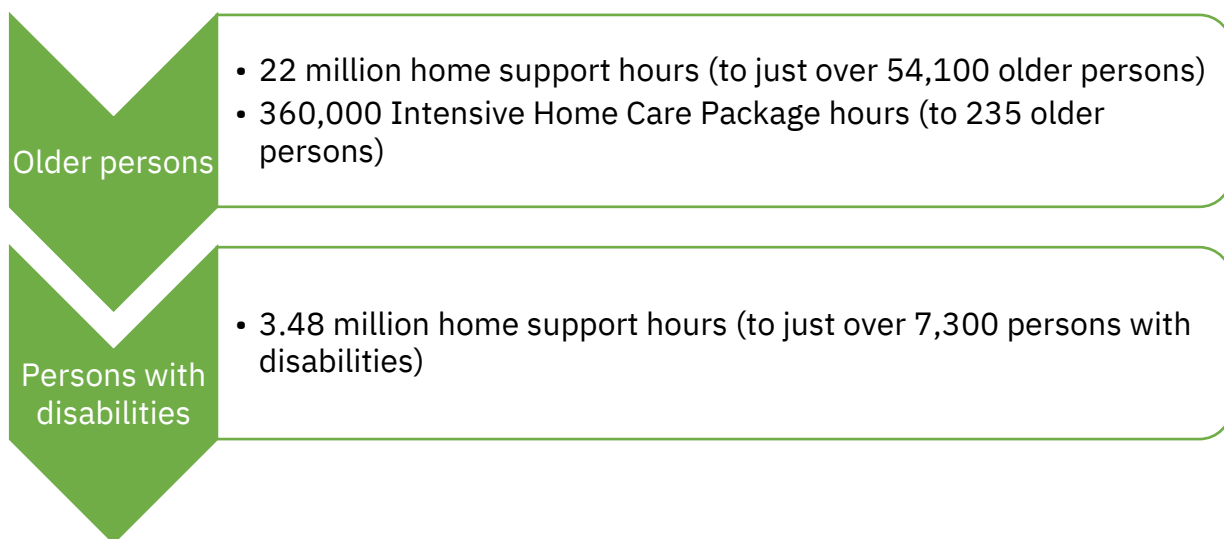 Older persons
• 22 million home support hours (to just over 54,100 older persons)
• 360,000 Intensive Home Care Package hours (to 235 older
persons)
Persons with
disabilities
• 3.48 million home support hours (to just over 7,300 persons with
disabilities)